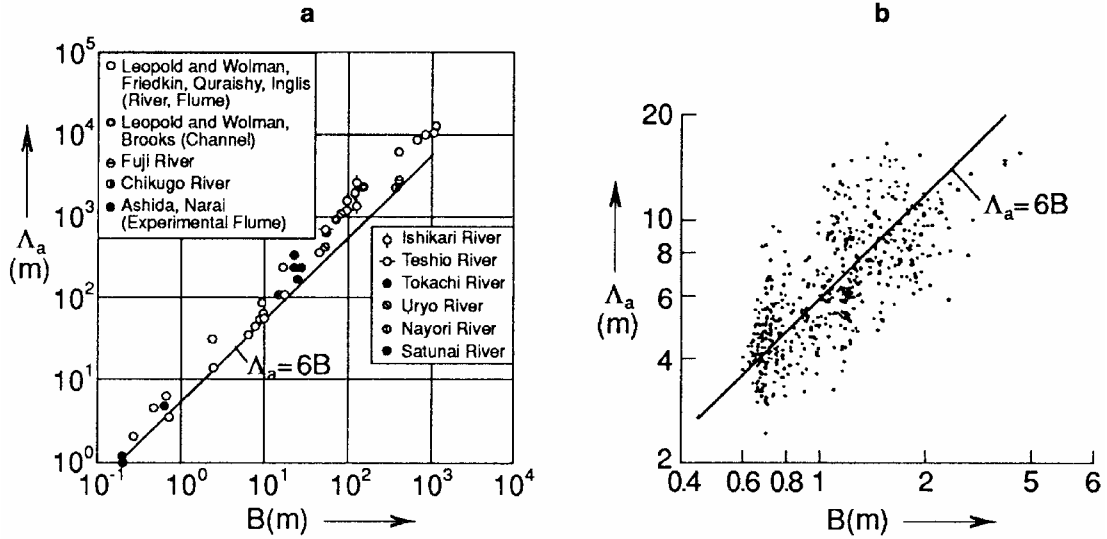 a
10^5
10^4
10^3
10^2
10^1
10^0
Λa
(m)
Leopold and Wolman,
Friedkin, Quraishy, Inglis
(River, Flume)
Leopold and Wolman,
Brooks (Channel)
Fuji River
Chikugo River
Ashida, Narai
(Experimental Flume)
Ishikari River
Teshio River
Tokachi River
Uryo River
Nayori River
Satunai River
Λa=6B
10^-1 10^0 10^1 10^2 10^3 10^4
B(m)
b
20
10
8
6
4
2
Λa
(m)
Λa=6B
0.4 0.6 0.8 1 2 5 6
B(m)